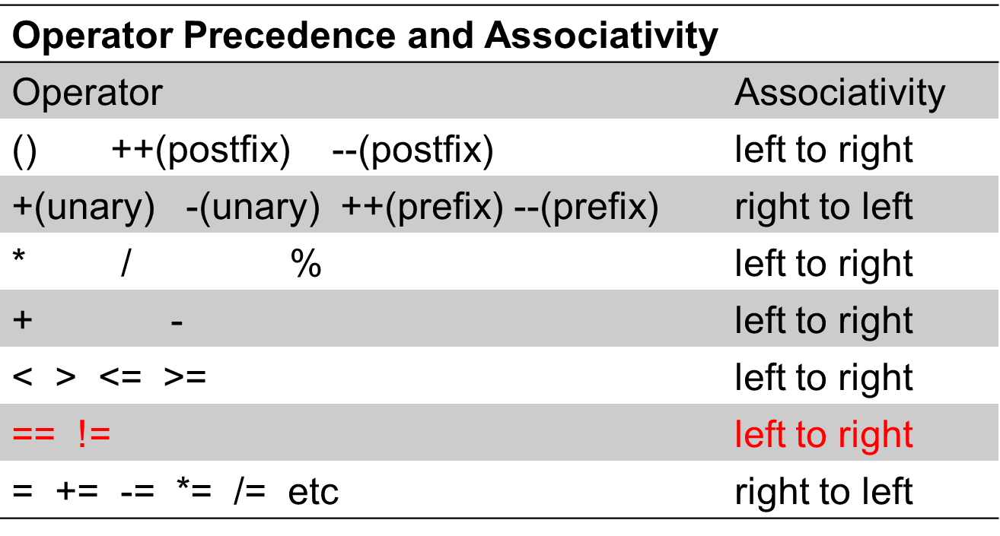 Operator Precedence and Associativity
Operator Associativity
() ++(postfix) --(postfix) left to right
+(unary) -(unary) ++(prefix) --(prefix) right to left
* / % left to right
+ - left to right
< > <= >= left to right
== != left to right
= += -= *= /= etc right to left